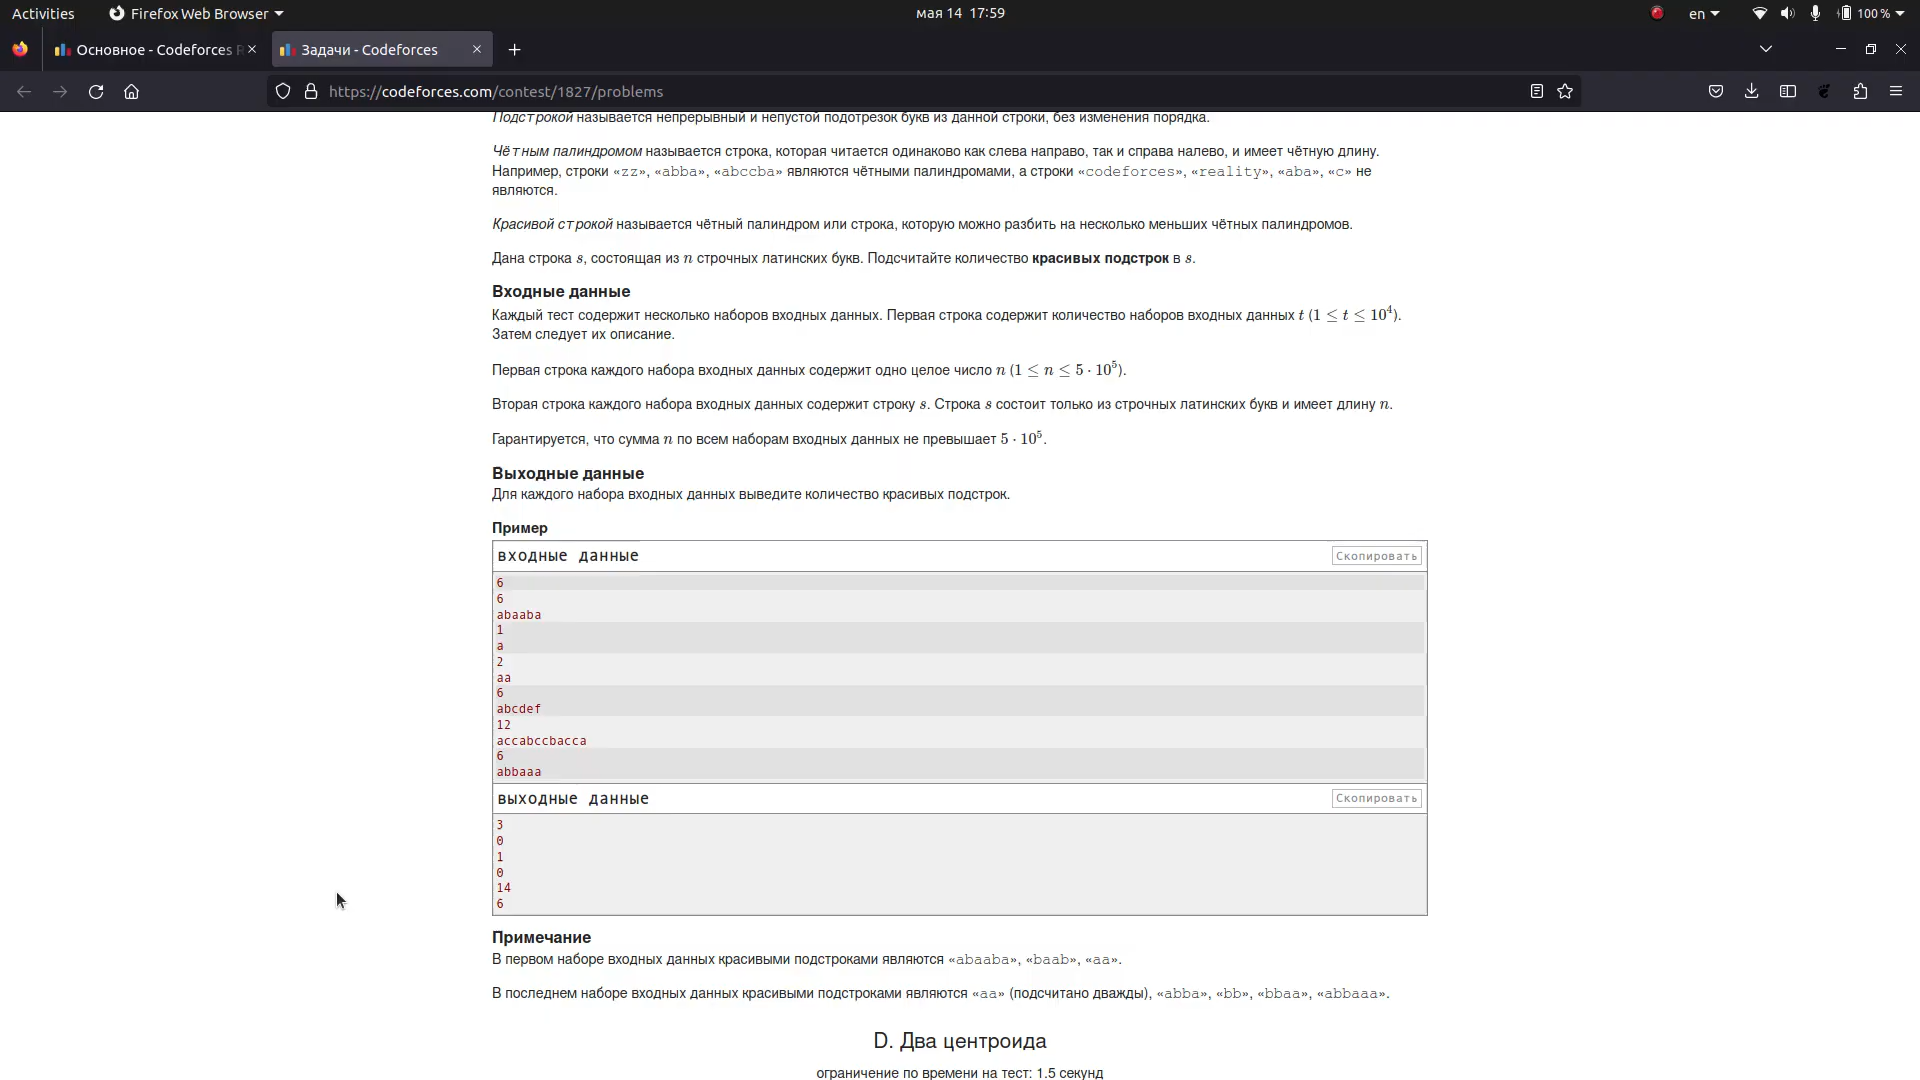 Activities Firefox Web Browser мая 14 17:59 en 100 %
Основное - Codeforces R Задачи - Codeforces
https://codeforces.com/contest/1827/problems
Подстрокой называется непрерывный и непустой подотрезок букв из данной строки, без изменения порядка.
Чётным палиндромом называется строка, которая читается одинаково как слева направо, так и справа налево, и имеет чётную длину.
Например, строки «zz», «abba», «abccba» являются чётными палиндромами, а строки «codeforces», «reality», «aba», «c» не
являются.
Красивой строкой называется чётный палиндром или строка, которую можно разбить на несколько меньших чётных палиндромов.
Дана строка s, состоящая из n строчных латинских букв. Подсчитайте количество красивых подстрок в s.
Входные данные
Каждый тест содержит несколько наборов входных данных. Первая строка содержит количество наборов входных данных t (1 ≤ t ≤ 10⁴).
Затем следует их описание.
Первая строка каждого набора входных данных содержит одно целое число n (1 ≤ n ≤ 5 · 10⁵).
Вторая строка каждого набора входных данных содержит строку s. Строка s состоит только из строчных латинских букв и имеет длину n.
Гарантируется, что сумма n по всем наборам входных данных не превышает 5 · 10⁵.
Выходные данные
Для каждого набора входных данных выведите количество красивых подстрок.
Пример
входные данные Скопировать
6
6
abaaba
1
a
2
aa
6
abcdef
12
accabccbacca
6
abbaaa
выходные данные Скопировать
3
0
1
0
14
6
Примечание
В первом наборе входных данных красивыми подстроками являются «abaaba», «baab», «aa».
В последнем наборе входных данных красивыми подстроками являются «aa» (подсчитано дважды), «abba», «bb», «bbaa», «abbaaa».
D. Два центроида
ограничение по времени на тест: 1.5 секунд